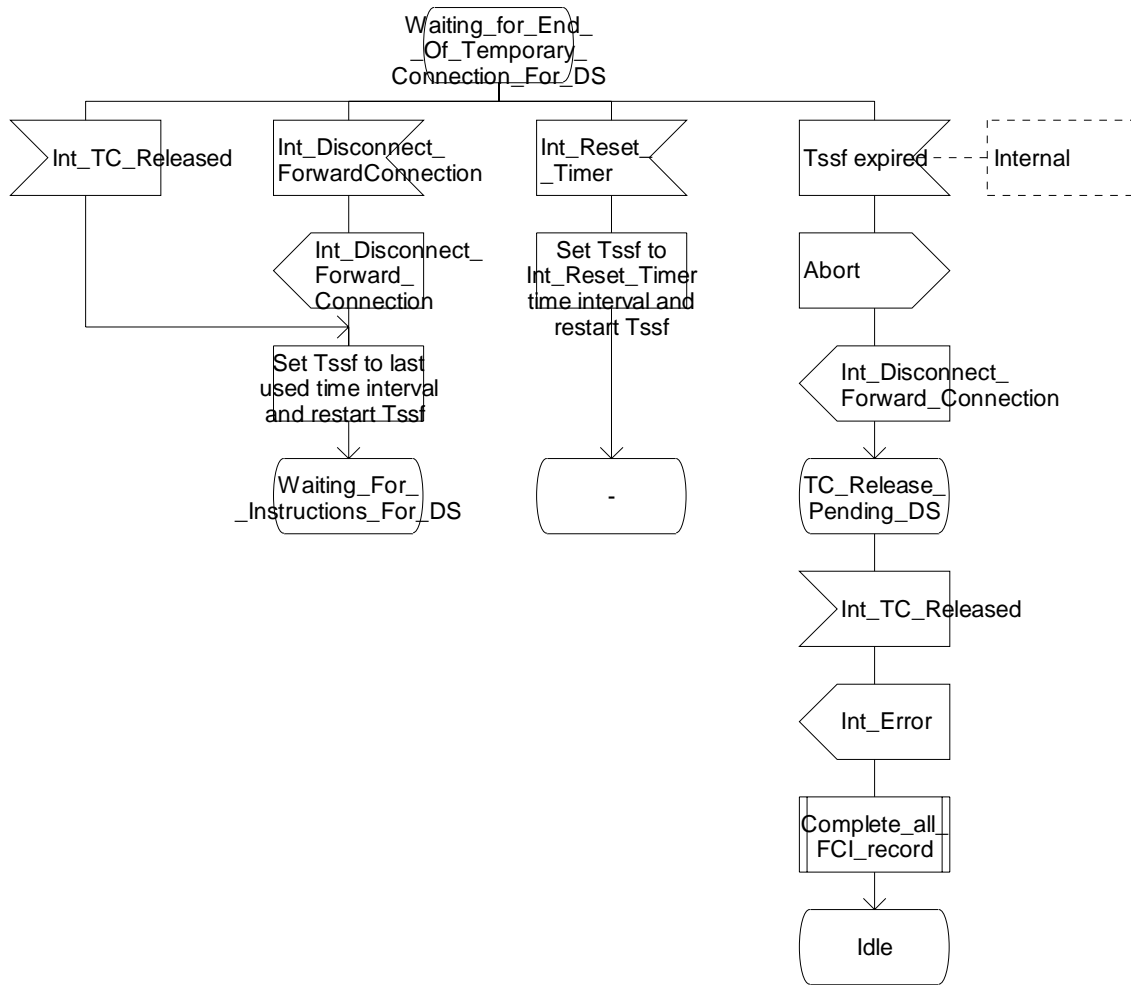 Waiting_for_End_
_Of_Temporary_
Connection_For_DS
Int_TC_Released
Int_Disconnect_
ForwardConnection
Int_Reset_
_Timer
Tssf expired
Internal
Int_Disconnect_
Forward_
Connection
Set Tssf to
Int_Reset_Timer
time interval and
restart Tssf
Abort
Set Tssf to last
used time interval
and restart Tssf
Int_Disconnect_
Forward_Connection
Waiting_For_
_Instructions_For_DS
-
TC_Release_
Pending_DS
Int_TC_Released
Int_Error
Complete_all_
FCI_record
Idle